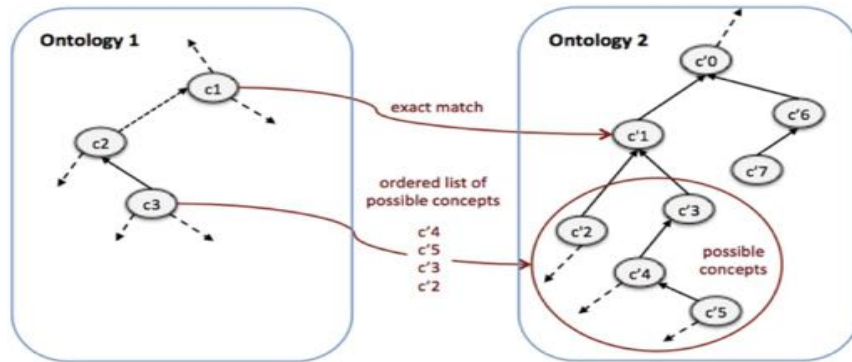 Ontology 1
c1
c2
c3
exact match
ordered list of
possible concepts
c'4
c'5
c'3
c'2
Ontology 2
c'0
c'6
c'1
c'7
c'3
c'2
possible
concepts
c'4
c'5